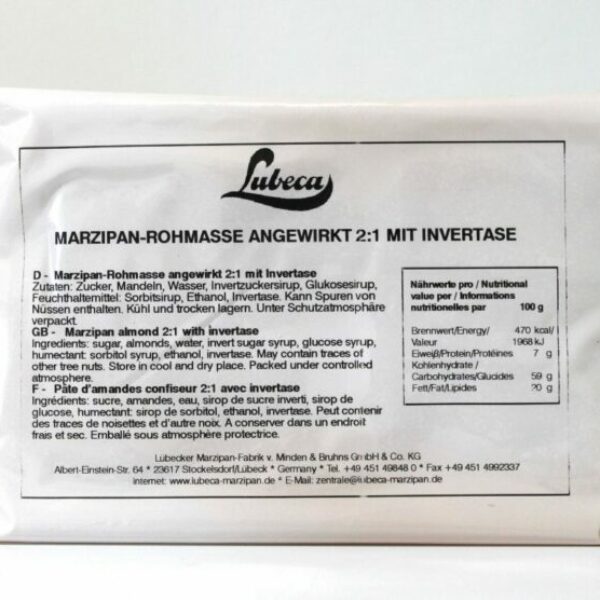 Lubeca
MARZIPAN-ROHMASSE ANGEWIRKT 2:1 MIT INVERTASE
D - Marzipan-Rohmasse angewirkt 2:1 mit Invertase
Zutaten: Zucker, Mandeln, Wasser, Invertzuckersirup, Glukosesirup,
Feuchthaltemittel: Sorbitsirup, Ethanol, Invertase. Kann Spuren von
Nüssen enthalten. Kühl und trocken lagern. Unter Schutzatmosphäre
verpackt.
GB - Marzipan almond 2:1 with invertase
Ingredients: sugar, almonds, water, invert sugar syrup, glucose syrup,
humectant: sorbitol syrup, ethanol, invertase. May contain traces of
other tree nuts. Store in cool and dry place. Packed under controlled
atmosphere.
F - Pâte d'amandes confiseur 2:1 avec invertase
Ingrédients: sucre, amandes, eau, sirop de sucre inverti, sirop de
glucose, humectant: sirop de sorbitol, ethanol, invertase. Peut contenir
des traces de noisettes et d'autre noix. A conserver dans un endroit
frais et sec. Emballé sous atmosphère protectrice.
Nährwerte pro / Nutritional
value per / Informations
nutritionelles par 100 g
Brennwert/Energy/ 470 kcal/
Valeur 1968 kJ
Eiweiß/Protein/Protéines 7 g
Kohlenhydrate /
Carbohydrates/Glucides 59 g
Fett/Fat/Lipides 20 g
Lübecker Marzipan-Fabrik v. Minden & Bruhns GmbH & Co. KG
Albert-Einstein-Str. 64 * 23617 Stockelsdorf/Lübeck * Germany * Tel. +49 451 49848 0 * Fax +49 451 4992337
Internet: www.lubeca-marzipan.de * E-Mail: zentrale@lubeca-marzipan.de